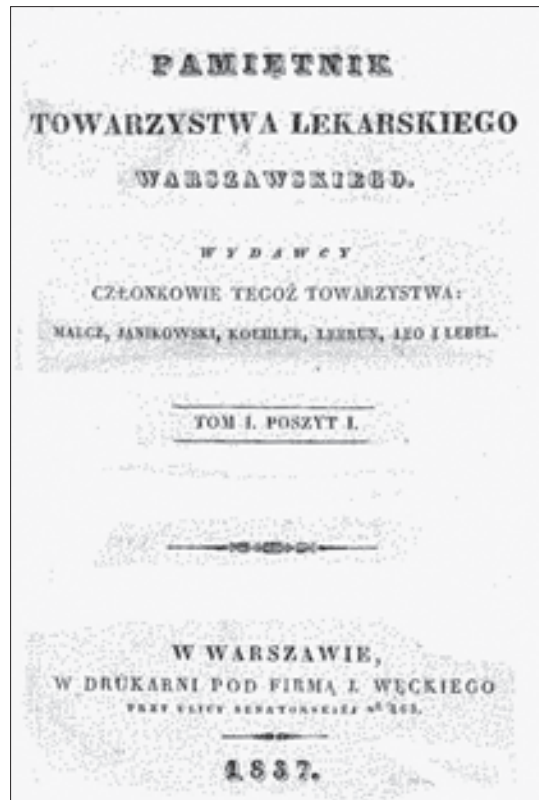 PAMIĘTNIK
TOWARZYSTWA LEKARSKIEGO
WARSZAWSKIEGO.
WYDAWCY
CZŁONKOWIE TEGOŻ TOWARZYSTWA:
MALCZ, JANIKOWSKI, KOEHLER, LEBRUN, LEO I LEBEL.
TOM I. POSZYT I.
W WARSZAWIE,
W DRUKARNI POD FIRMĄ J. WĘCKIEGO
PRZY ULICY SENATORSKIÉJ
1837.